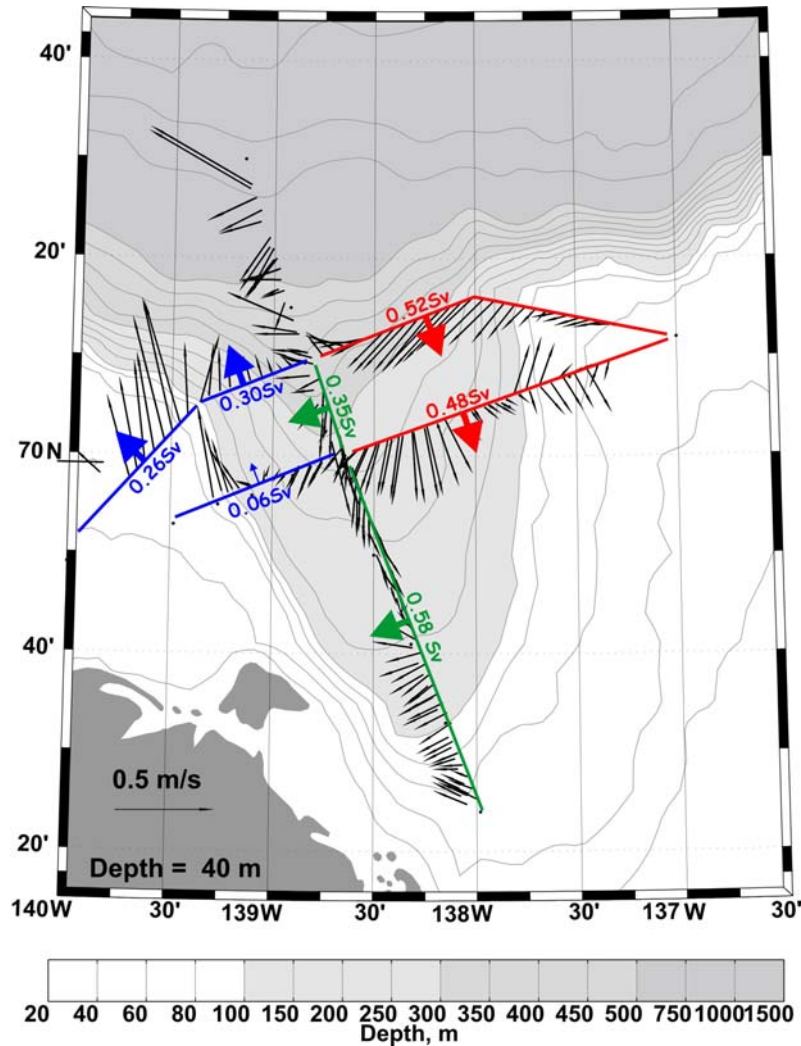 40'
20'
0.52Sv
0.30Sv
0.35Sv
0.48Sv
70N
0.26Sv
0.06Sv
0.58 Sv
40'
0.5 m/s
20'
Depth = 40 m
140W 30' 139W 30' 138W 30' 137W 30'
20 40 60 80 100 150 200 250 300 350 400 450 500 750 1000 1500
Depth, m